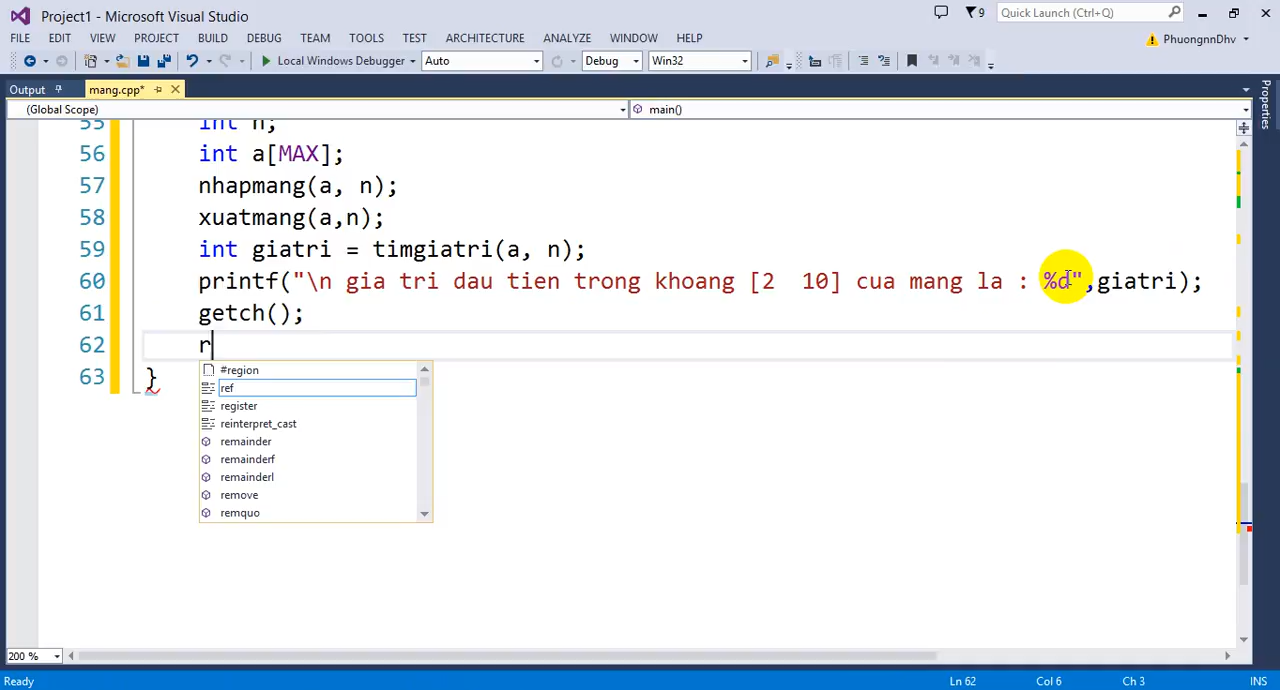 Project1 - Microsoft Visual Studio
9
Quick Launch (Ctrl+Q)
FILE EDIT VIEW PROJECT BUILD DEBUG TEAM TOOLS TEST ARCHITECTURE ANALYZE WINDOW HELP
PhuongnnDhv
Local Windows Debugger Auto Debug Win32
Output mang.cpp*
Properties
(Global Scope) main()
55 int n;
56 int a[MAX];
57 nhapmang(a, n);
58 xuatmang(a,n);
59 int giatri = timgiatri(a, n);
60 printf("\n gia tri dau tien trong khoang [2  10] cua mang la : %d",giatri);
61 getch();
62 r
63 }
#region
ref
register
reinterpret_cast
remainder
remainderf
remainderl
remove
remquo
200 %
Ready Ln 62 Col 6 Ch 3 INS